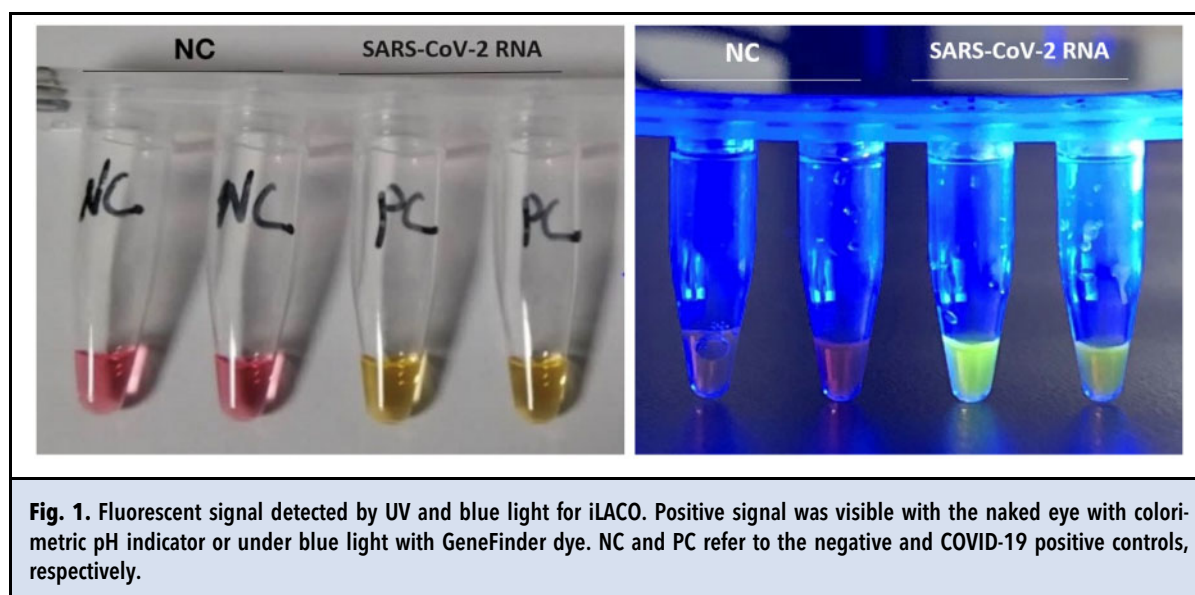 NC
SARS-CoV-2 RNA
NC
NC
PC
PC
NC
SARS-CoV-2 RNA
Fig. 1. Fluorescent signal detected by UV and blue light for iLACO. Positive signal was visible with the naked eye with colori-
metric pH indicator or under blue light with GeneFinder dye. NC and PC refer to the negative and COVID-19 positive controls,
respectively.